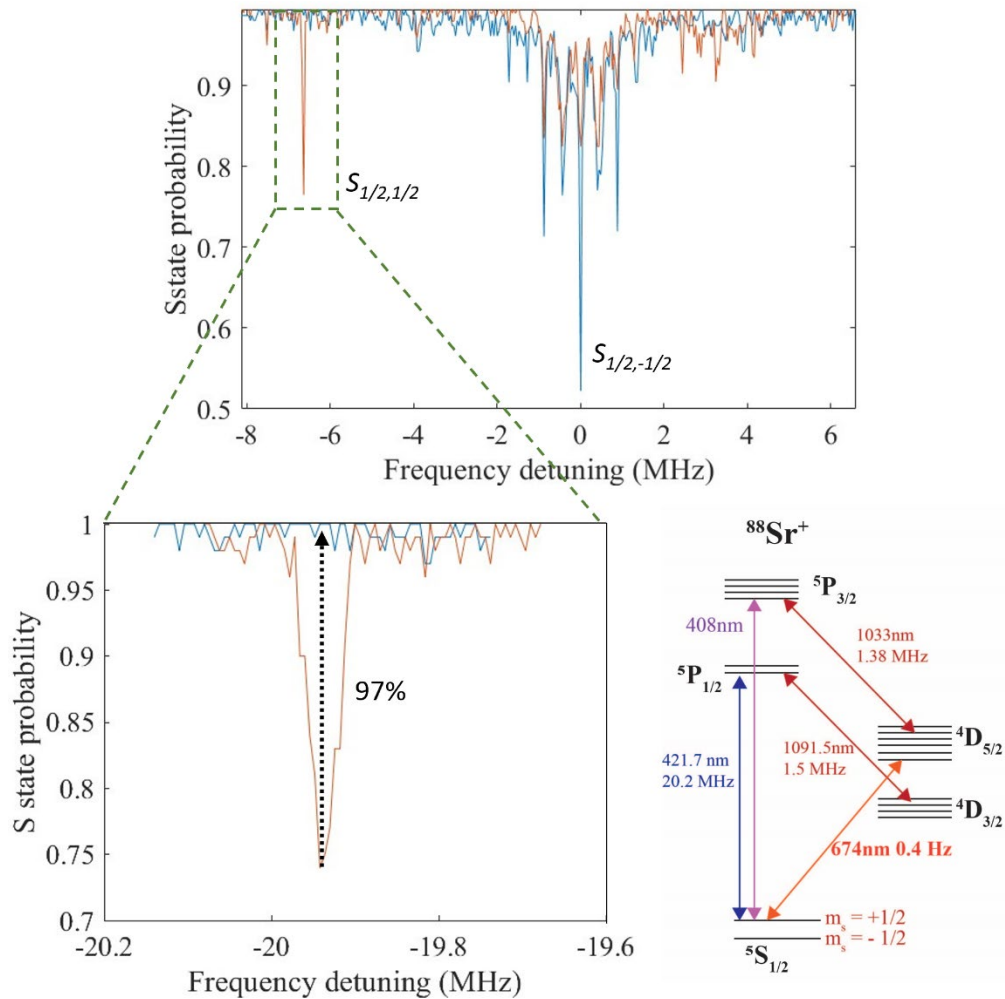 Sstate probability
0.9
0.8
0.7
0.6
0.5
S1/2,1/2
S1/2,-1/2
-8 -6 -4 -2 0 2 4 6
Frequency detuning (MHz)
S state probability
1
0.95
0.9
0.85
0.8
0.75
0.7
97%
-20.2 -20 -19.8 -19.6
Frequency detuning (MHz)
88Sr+
5P3/2
408nm
1033nm
1.38 MHz
5P1/2
4D5/2
421.7 nm
20.2 MHz
1091.5nm
1.5 MHz
4D3/2
674nm 0.4 Hz
ms = +1/2
ms = - 1/2
5S1/2